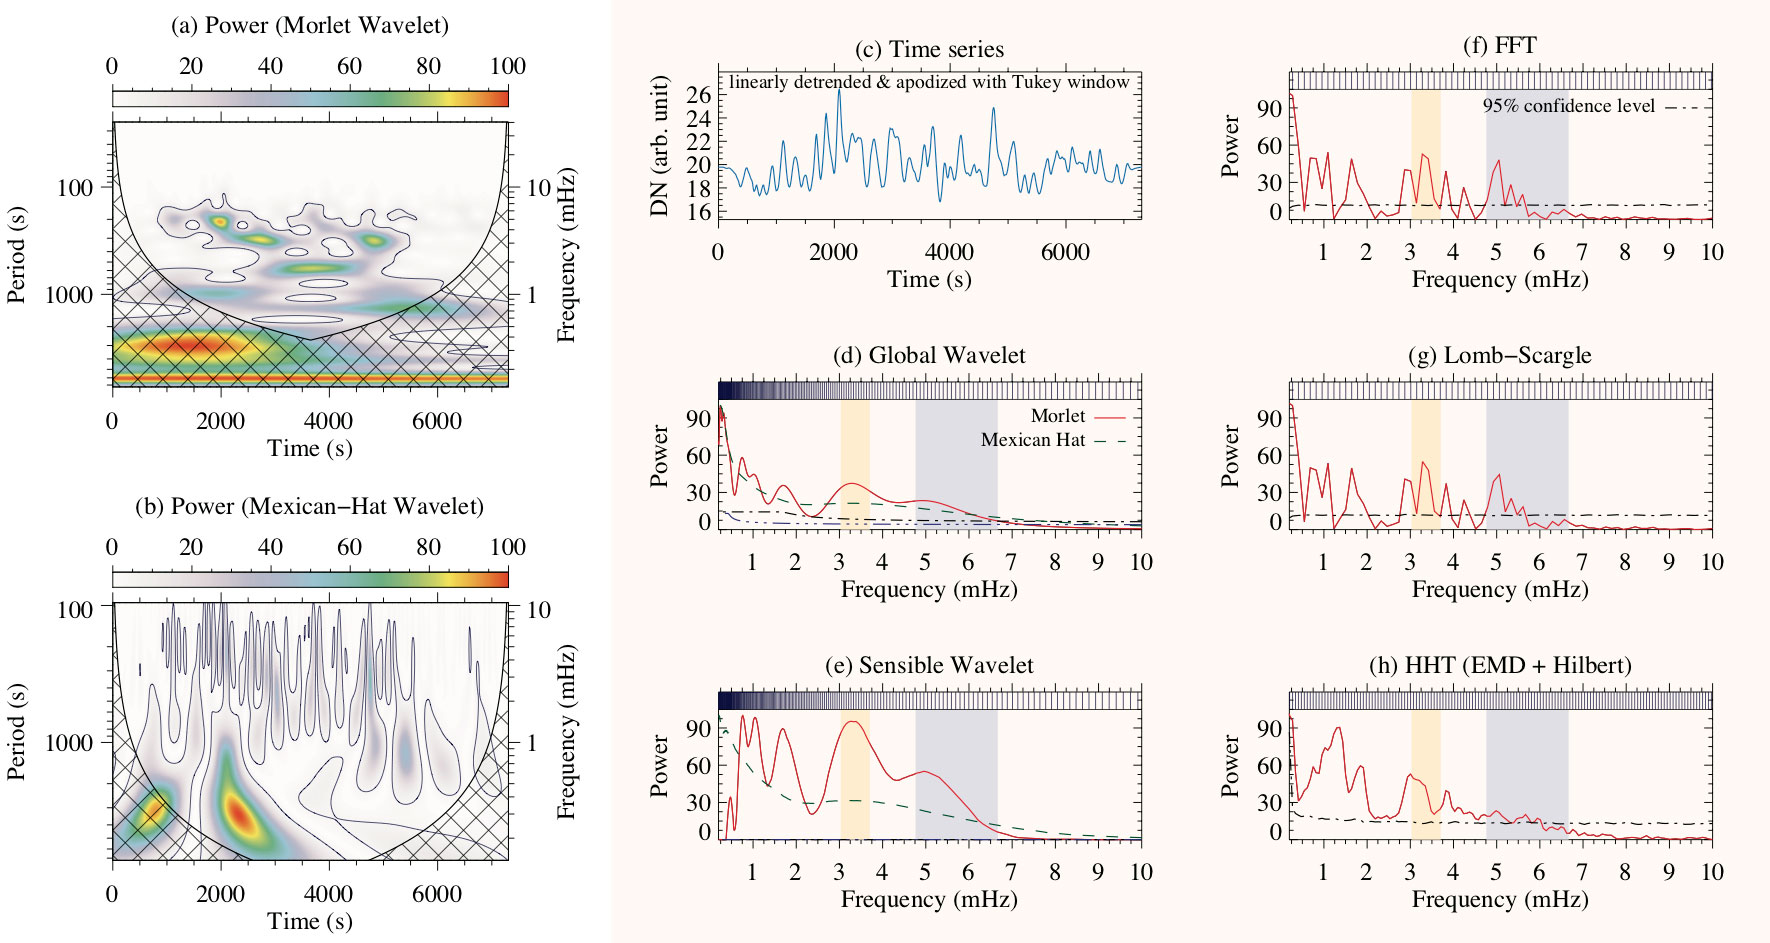 (a) Power (Morlet Wavelet)
0 20 40 60 80 100
Period (s)
100
1000
10
1
Frequency (mHz)
0 2000 4000 6000
Time (s)
(b) Power (Mexican−Hat Wavelet)
0 20 40 60 80 100
Period (s)
100
1000
10
1
Frequency (mHz)
0 2000 4000 6000
Time (s)
(c) Time series
linearly detrended & apodized with Tukey window
DN (arb. unit)
26
24
22
20
18
16
0 2000 4000 6000
Time (s)
(d) Global Wavelet
Morlet
Mexican Hat
Power
90
60
30
0
1 2 3 4 5 6 7 8 9 10
Frequency (mHz)
(e) Sensible Wavelet
Power
90
60
30
0
1 2 3 4 5 6 7 8 9 10
Frequency (mHz)
(f) FFT
95% confidence level
Power
90
60
30
0
1 2 3 4 5 6 7 8 9 10
Frequency (mHz)
(g) Lomb−Scargle
Power
90
60
30
0
1 2 3 4 5 6 7 8 9 10
Frequency (mHz)
(h) HHT (EMD + Hilbert)
Power
90
60
30
0
1 2 3 4 5 6 7 8 9 10
Frequency (mHz)